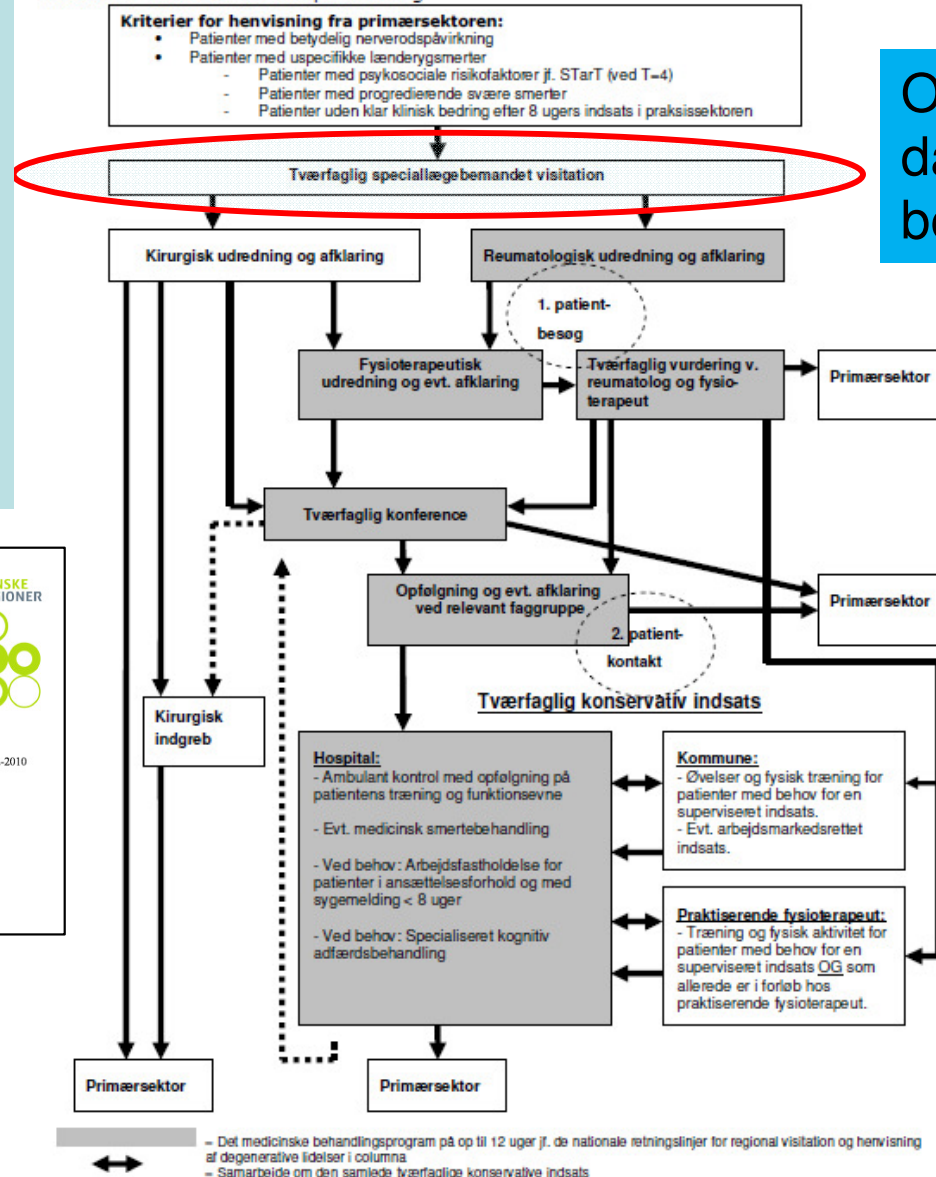 Kriterier for henvisning fra primærsektoren:
• Patienter med betydelig nerverodspåvirkning
• Patienter med uspecifikke lænderygsmerter
- Patienter med psykosociale risikofaktorer jf. STarT (ved T=4)
- Patienter med progredierende svære smerter
- Patienter uden klar klinisk bedring efter 8 ugers indsats i praksissektoren
Tværfaglig speciallægebemandet visitation
Kirurgisk udredning og afklaring
Reumatologisk udredning og afklaring
1. patient-
besøg
Fysioterapeutisk
udredning og evt. afklaring
Tværfaglig vurdering v.
reumatolog og fysio-
terapeut
Primærsektor
Tværfaglig konference
Opfølgning og evt. afklaring
ved relevant faggruppe
2. patient-
kontakt
Primærsektor
Tværfaglig konservativ indsats
Kirurgisk
indgreb
Hospital:
- Ambulant kontrol med opfølgning på
patientens træning og funktionsevne
- Evt. medicinsk smertebehandling
- Ved behov: Arbejdsfastholdelse for
patienter i ansættelsesforhold og med
sygemelding < 8 uger
- Ved behov: Specialiseret kognitiv
adfærdsbehandling
Kommune:
- Øvelser og fysisk træning for
patienter med behov for en
superviseret indsats.
- Evt. arbejdsmarkedsrettet
indsats.
Praktiserende fysioterapeut:
- Træning og fysisk aktivitet for
patienter med behov for en
superviseret indsats OG som
allerede er i forløb hos
praktiserende fysioterapeut.
Primærsektor
Primærsektor
– Det medicinske behandlingsprogram på op til 12 uger jf. de nationale retningslinjer for regional visitation og henvisning
af degenerative lidelser i columna
– Samarbejde om den samlede tværfaglige konservative indsats
NSKE
IONER
-2010
O
da
be